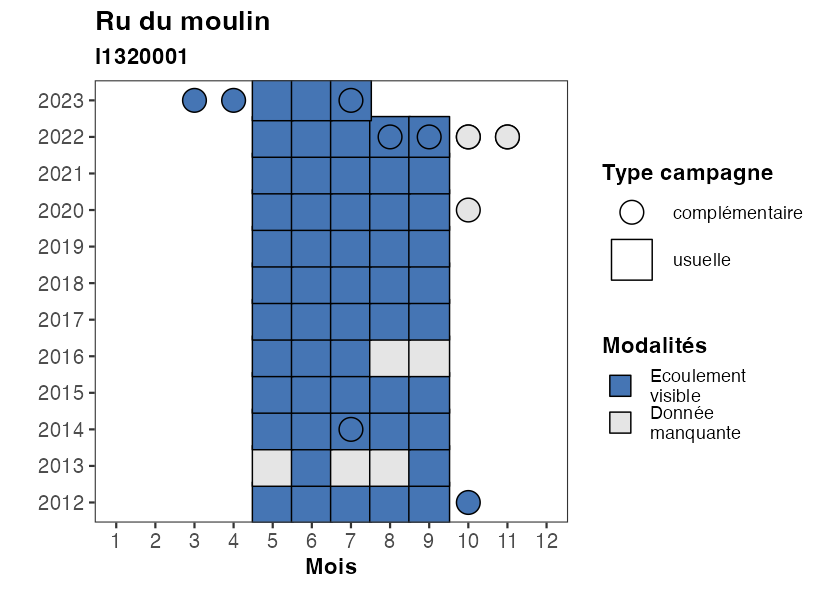 Ru du moulin
I1320001
2023
2022
2021
2020
2019
2018
2017
2016
2015
2014
2013
2012
1 2 3 4 5 6 7 8 9 10 11 12
Mois
Type campagne
complémentaire
usuelle
Modalités
Ecoulement
visible
Donnée
manquante